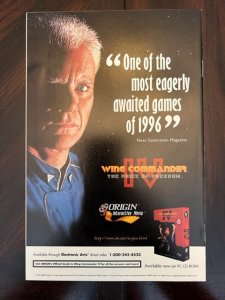 “One of the
most eagerly
awaited games
of 1996”
Next Generation Magazine
WING COMMANDER
IV
THE PRICE OF FREEDOM
ORIGIN
Interactive Movie
Available through Electronic Arts direct sales 1-800-245-4525
Available now on PC CD-ROM!